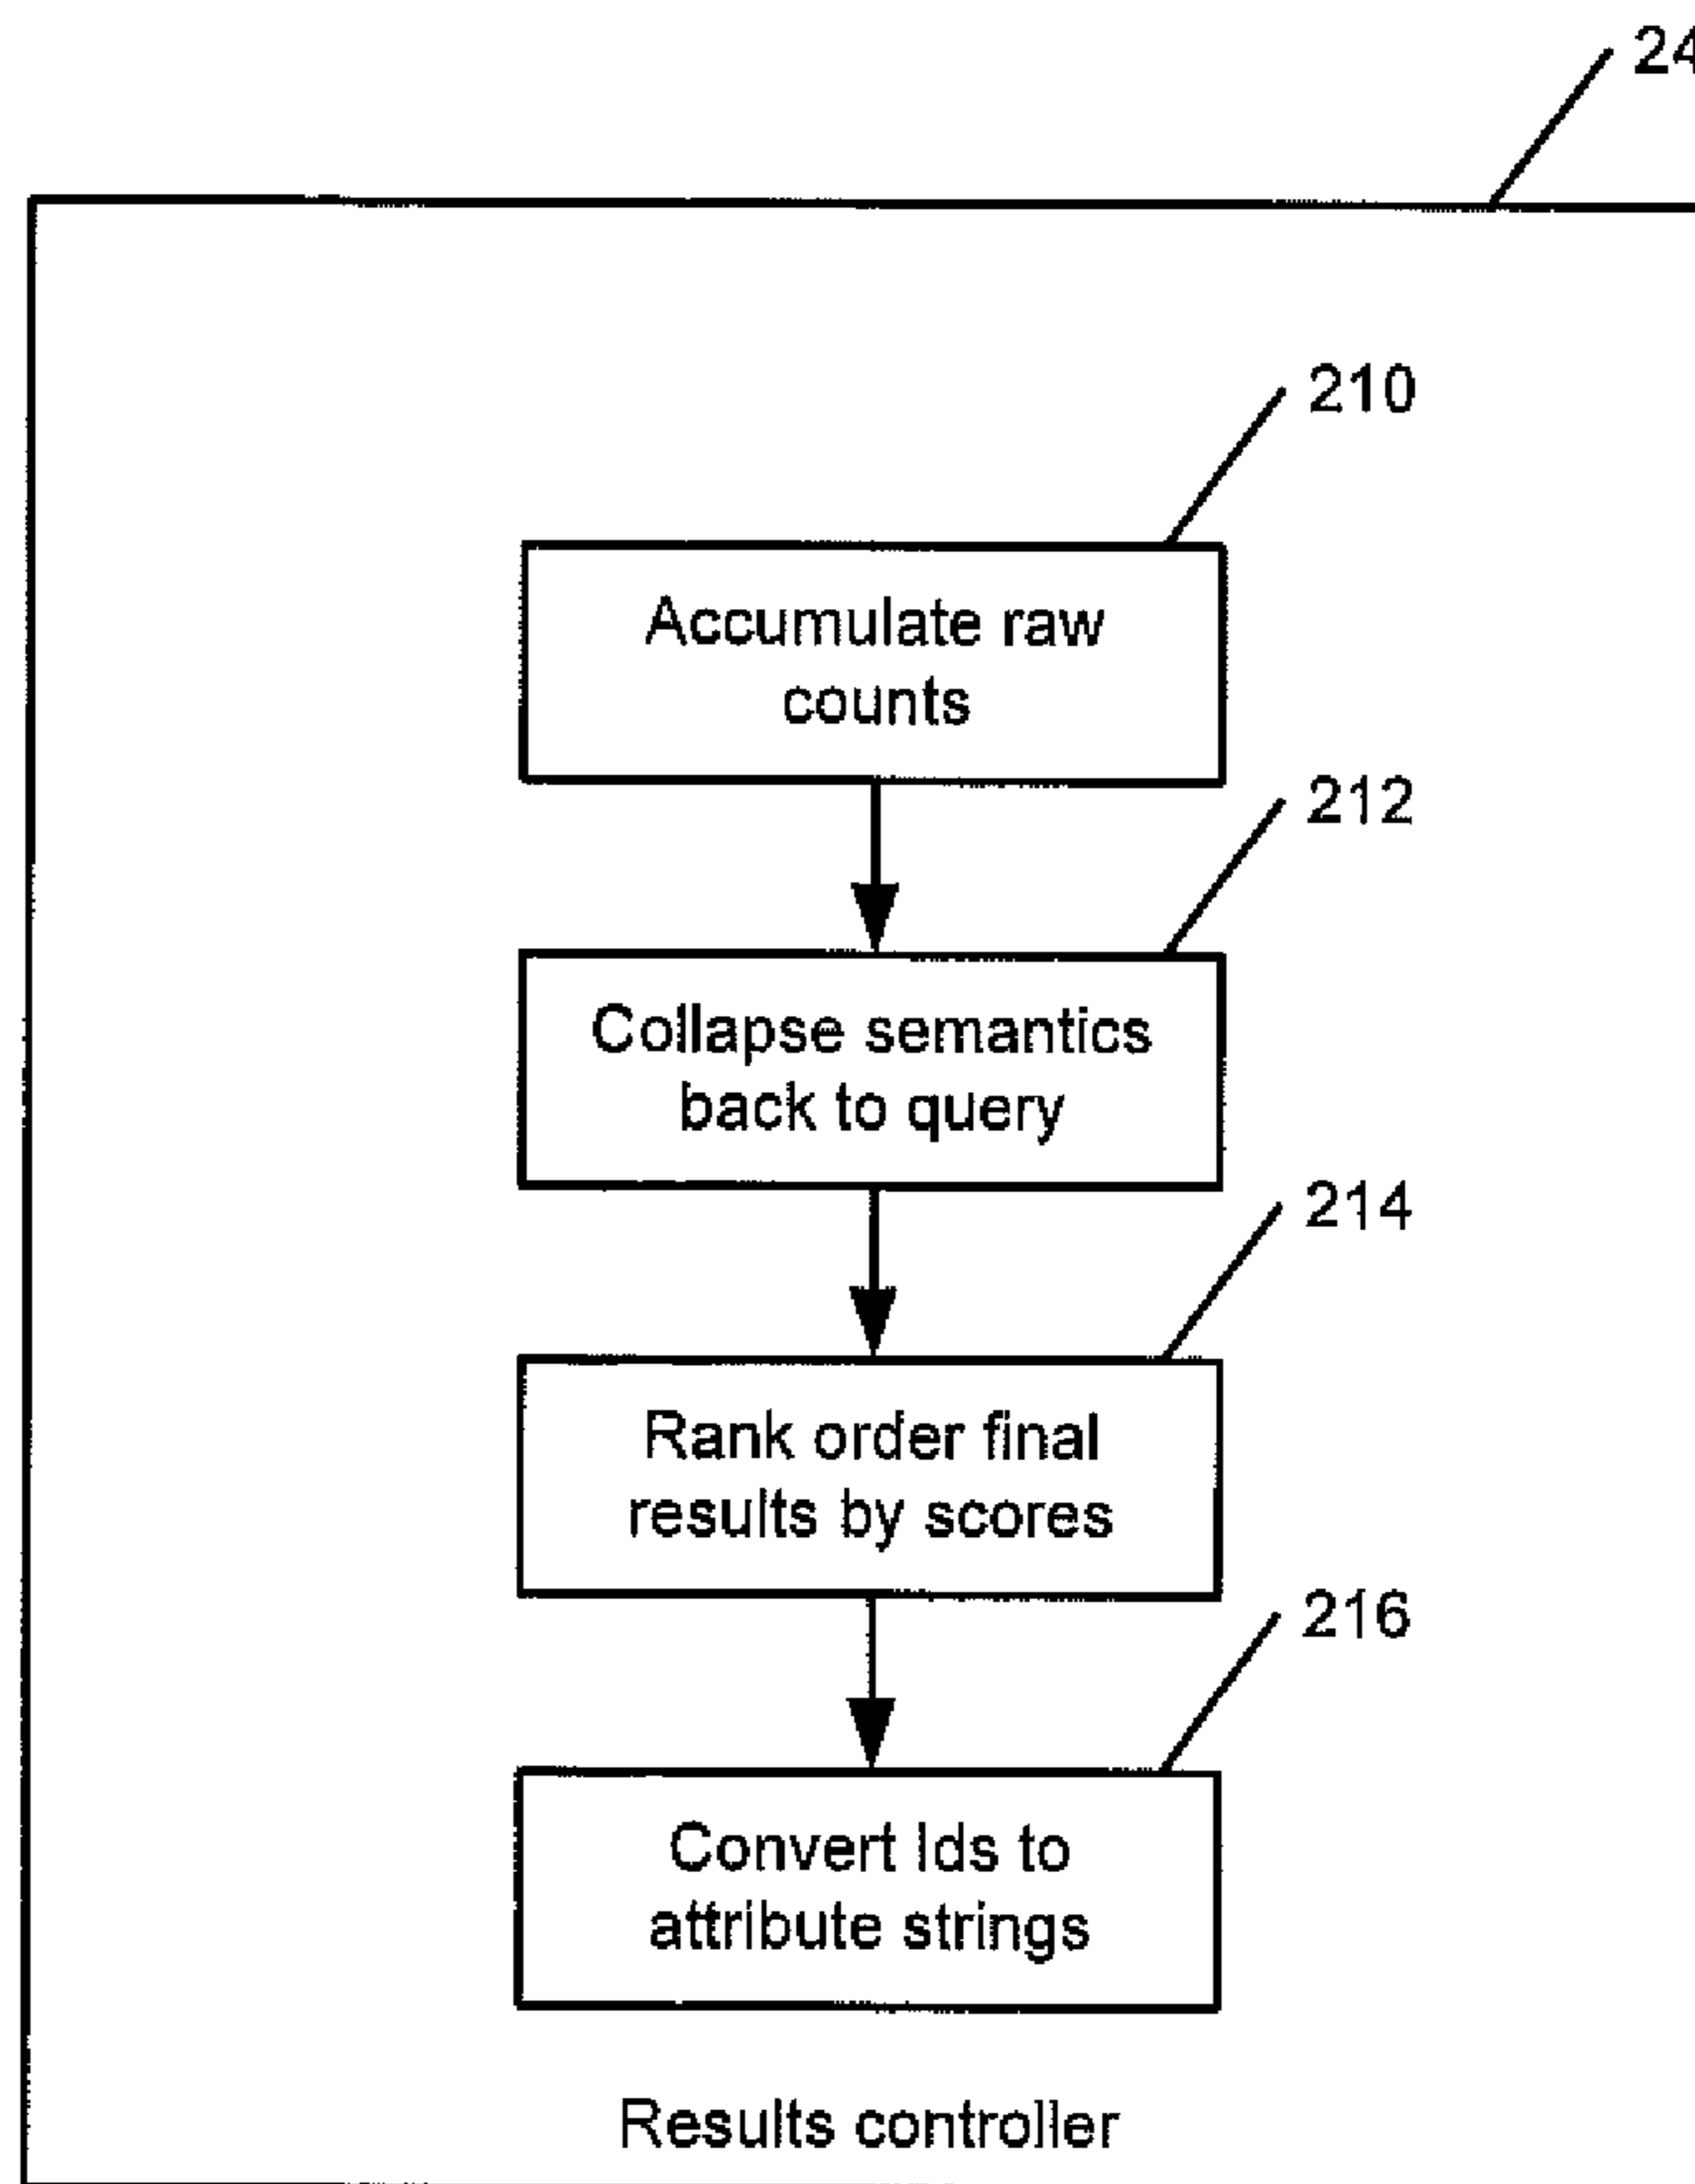 24
210
Accumulate raw
counts
212
Collapse semantics
back to query
214
Rank order final
results by scores
216
Convert Ids to
attribute strings
Results controller